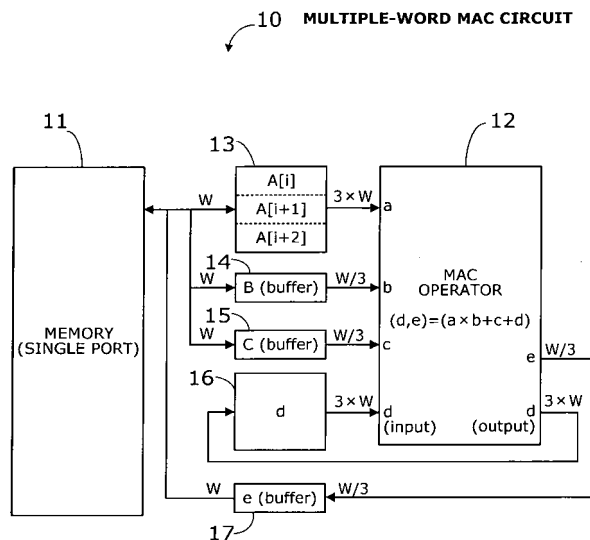 10 MULTIPLE-WORD MAC CIRCUIT
11
12
13
A[i]
W
A[i+1]
3×W
a
A[i+2]
14
W
B (buffer)
W/3
b
MAC
OPERATOR
15
W
C (buffer)
W/3
c
(d,e)=(a×b+c+d)
MEMORY
(SINGLE PORT)
16
e
W/3
d
3×W
d
(input)
d
(output)
3×W
W
e (buffer)
W/3
17